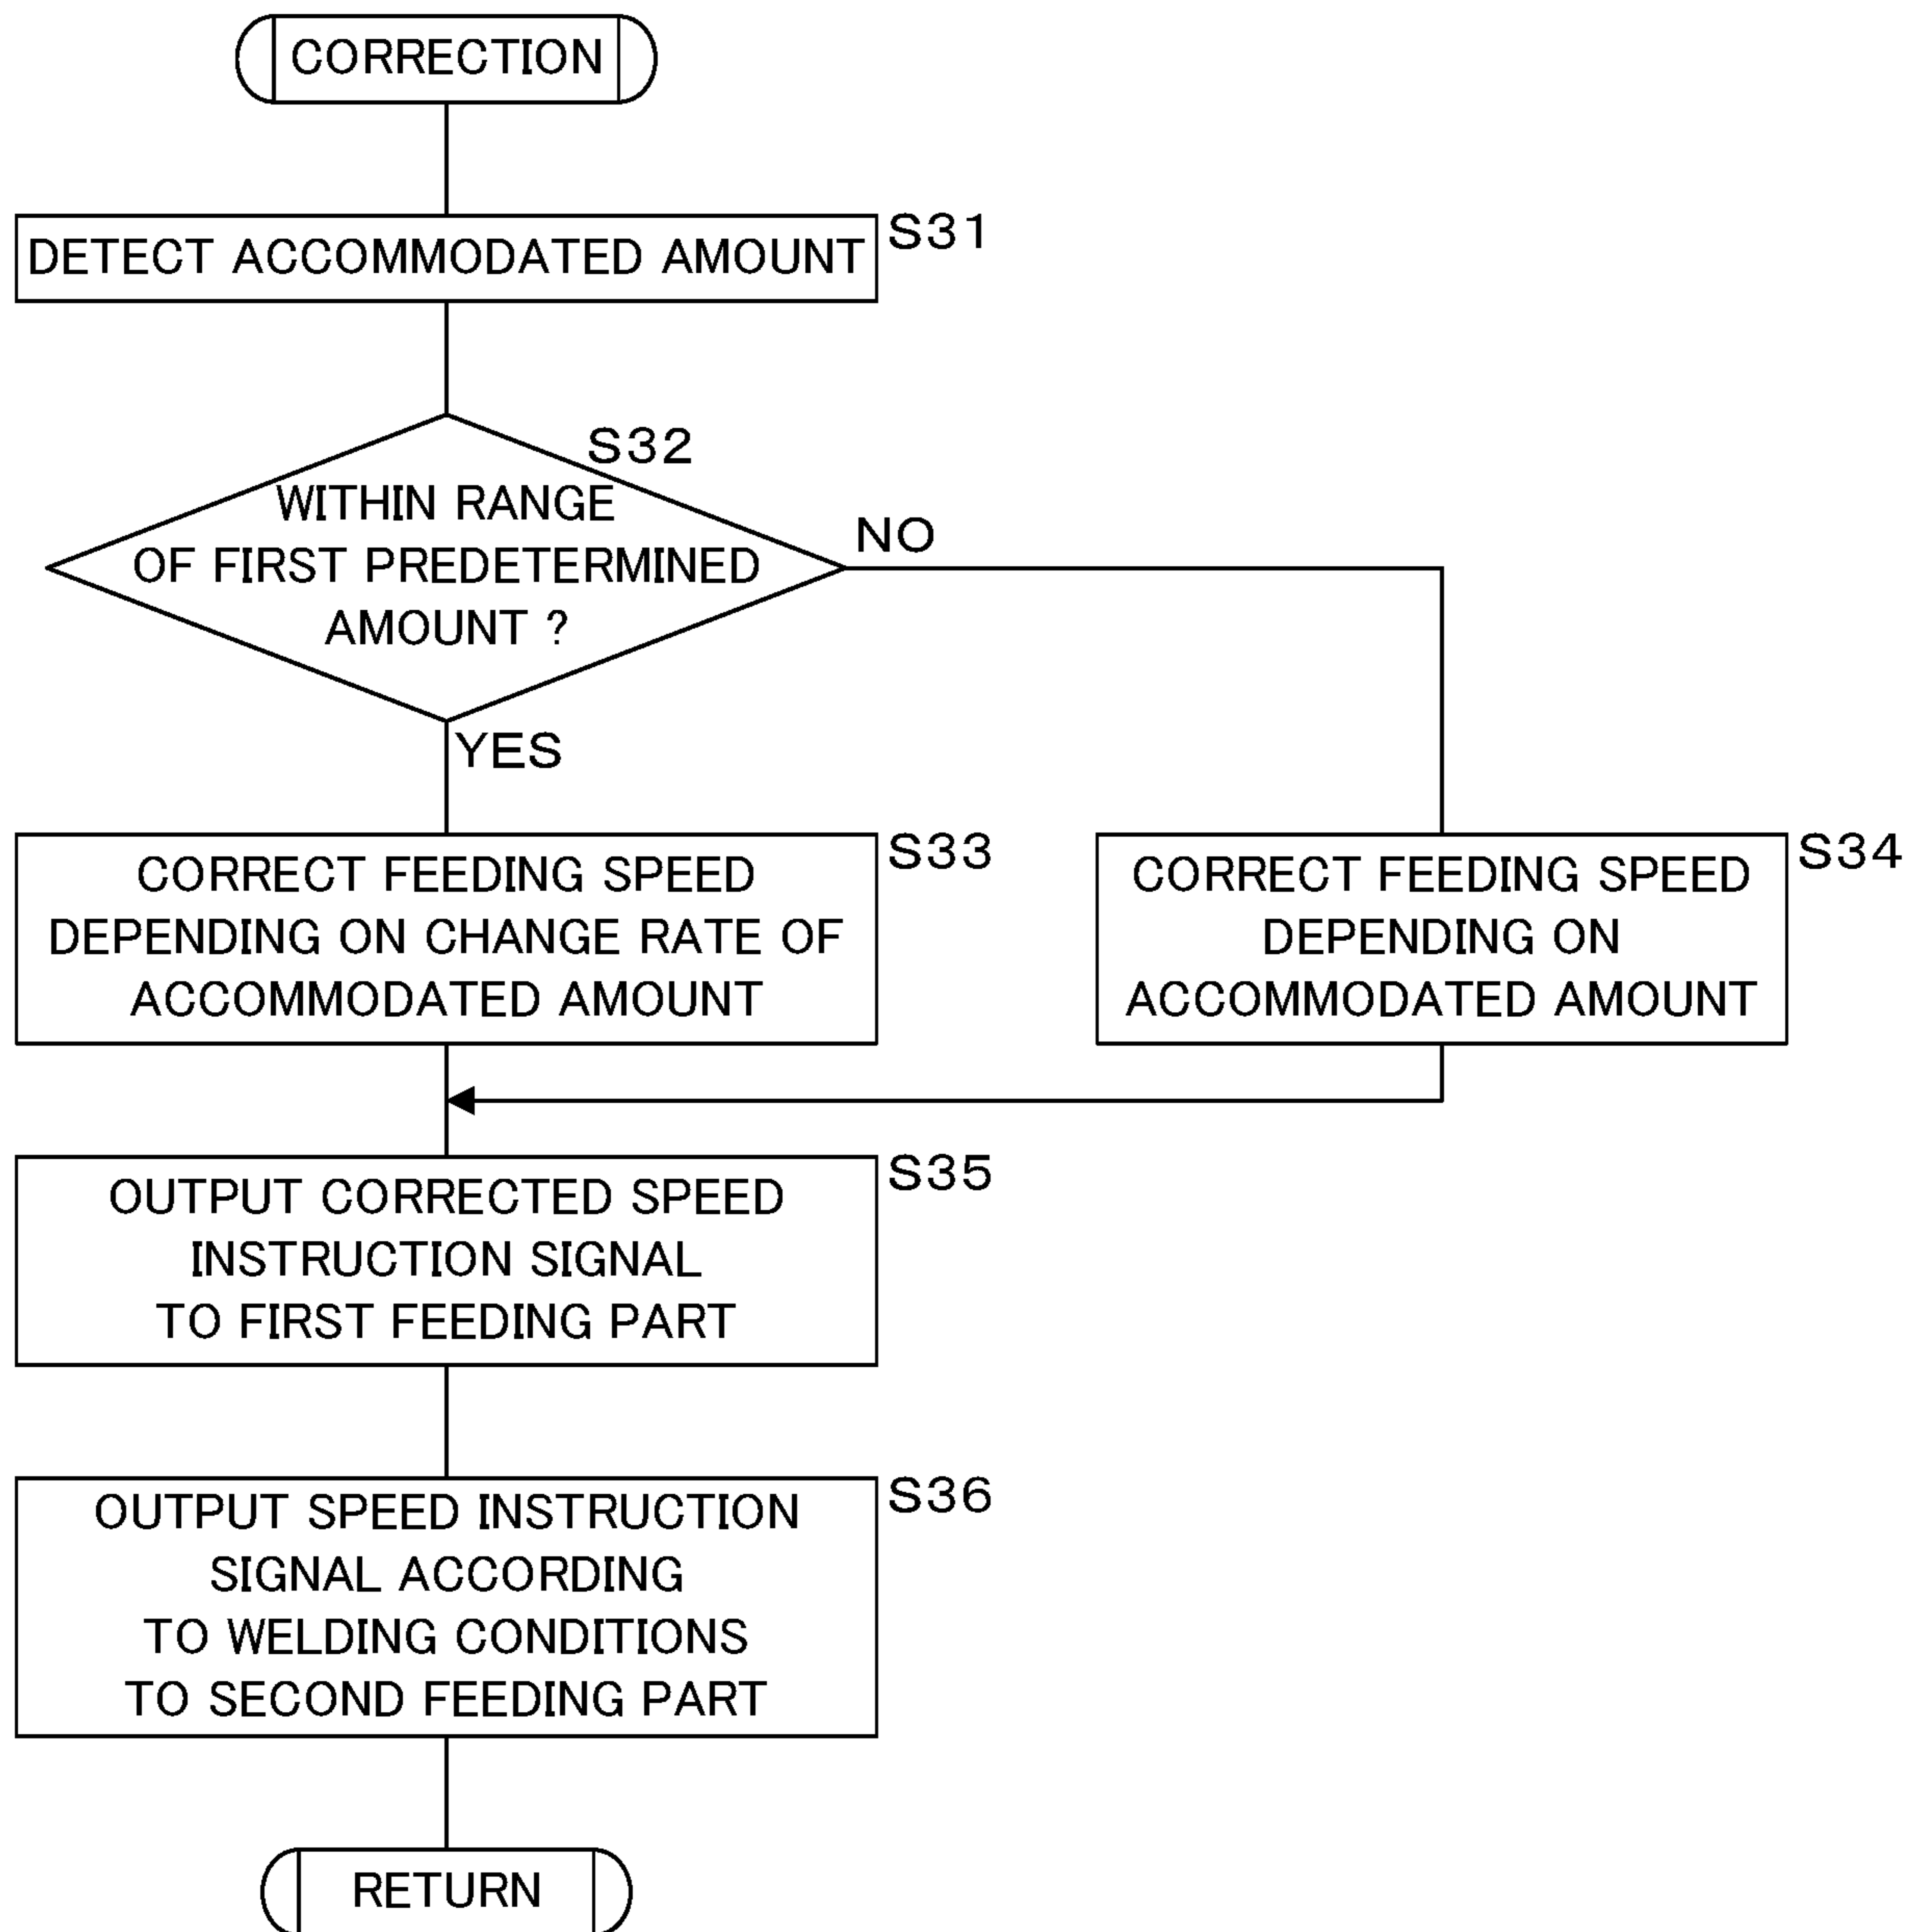 CORRECTION
DETECT ACCOMMODATED AMOUNT
S31
S32
WITHIN RANGE
OF FIRST PREDETERMINED
AMOUNT ?
NO
YES
CORRECT FEEDING SPEED
DEPENDING ON CHANGE RATE OF
ACCOMMODATED AMOUNT
S33
CORRECT FEEDING SPEED
DEPENDING ON
ACCOMMODATED AMOUNT
S34
OUTPUT CORRECTED SPEED
INSTRUCTION SIGNAL
TO FIRST FEEDING PART
S35
OUTPUT SPEED INSTRUCTION
SIGNAL ACCORDING
TO WELDING CONDITIONS
TO SECOND FEEDING PART
S36
RETURN